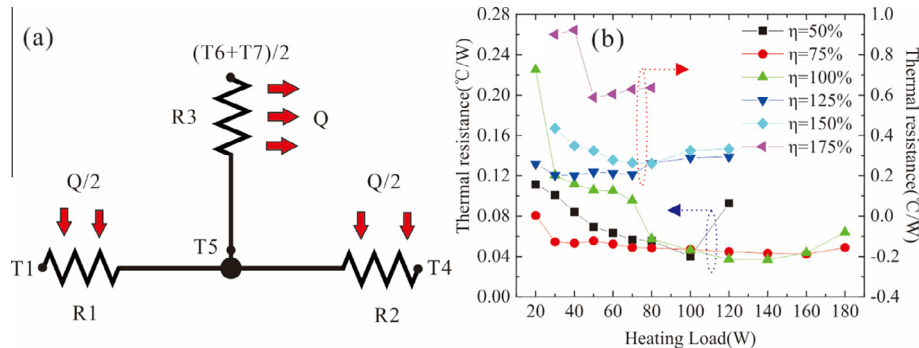 (a)
(T6+T7)/2
R3
Q
Q/2
Q/2
T5
T1
T4
R1
R2
(b)
Thermal resistance(℃/W)
0.28
0.24
0.20
0.16
0.12
0.08
0.04
0.00
20 40 60 80 100 120 140 160 180
Heating Load(W)
η=50%
η=75%
η=100%
η=125%
η=150%
η=175%
1.0
0.8
0.6
0.4
0.2
0.0
-0.2
-0.4
Thermal resistance(℃/W)